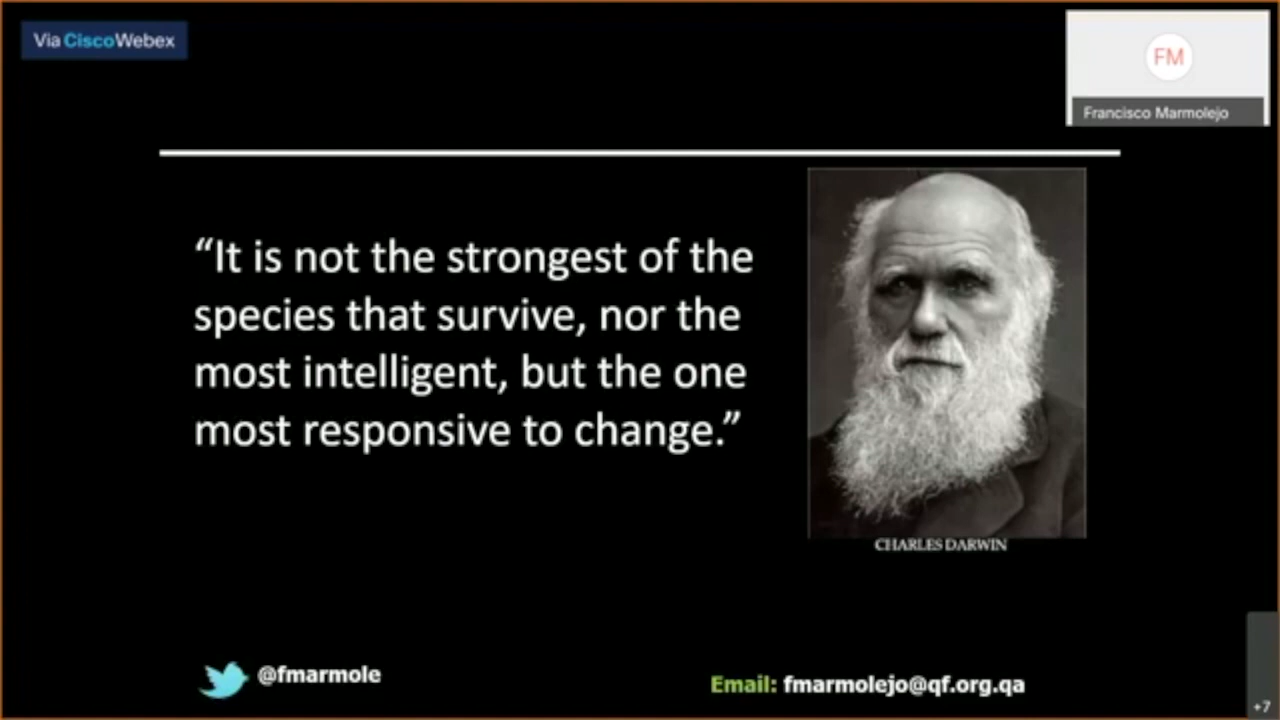 Via CiscoWebex
FM
Francisco Marmolejo
“It is not the strongest of the
species that survive, nor the
most intelligent, but the one
most responsive to change.”
CHARLES DARWIN
@fmarmole
Email: fmarmolejo@qf.org.qa
+7